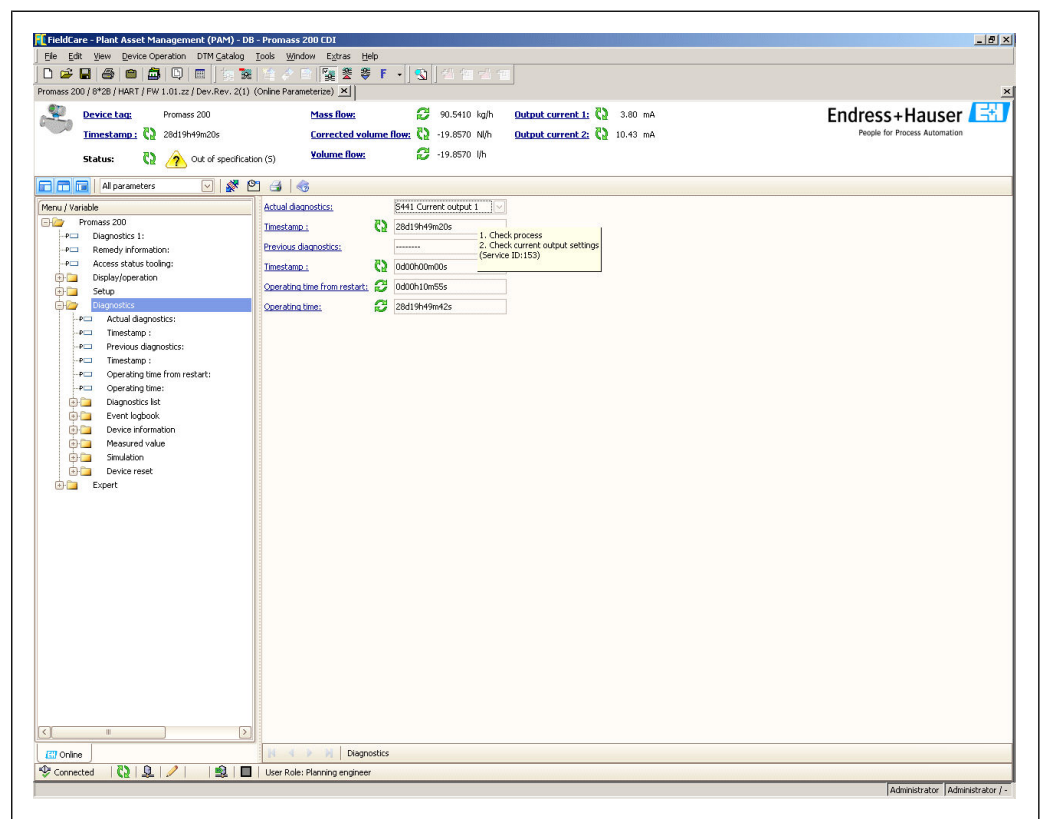 FieldCare - Plant Asset Management (PAM) - DB - Promass 200 CDI
File Edit View Device Operation DTM Catalog Tools Window Extras Help
F
Promass 200 / 8*2B / HART / FW 1.01.zz / Dev.Rev. 2(1) (Online Parameterize)
Device tag: Promass 200 Mass flow: 90.5410 kg/h Output current 1: 3.80 mA
Endress+Hauser EH
People for Process Automation
Timestamp : 28d19h49m20s Corrected volume flow: -19.8570 Nl/h Output current 2: 10.43 mA
Status: Out of specification (S) Volume flow: -19.8570 l/h
All parameters
Menu / Variable
Promass 200
Diagnostics 1:
Remedy information:
Access status tooling:
Display/operation
Setup
Diagnostics
Actual diagnostics:
Timestamp :
Previous diagnostics:
Timestamp :
Operating time from restart:
Operating time:
Diagnostics list
Event logbook
Device information
Measured value
Simulation
Device reset
Expert
Actual diagnostics: S441 Current output 1
Timestamp : 28d19h49m20s
Previous diagnostics: --------
Timestamp : 0d00h00m00s
Operating time from restart: 0d00h10m55s
Operating time: 28d19h49m42s
1. Check process
2. Check current output settings
(Service ID:153)
Online
Diagnostics
Connected
User Role: Planning engineer
Administrator Administrator / -